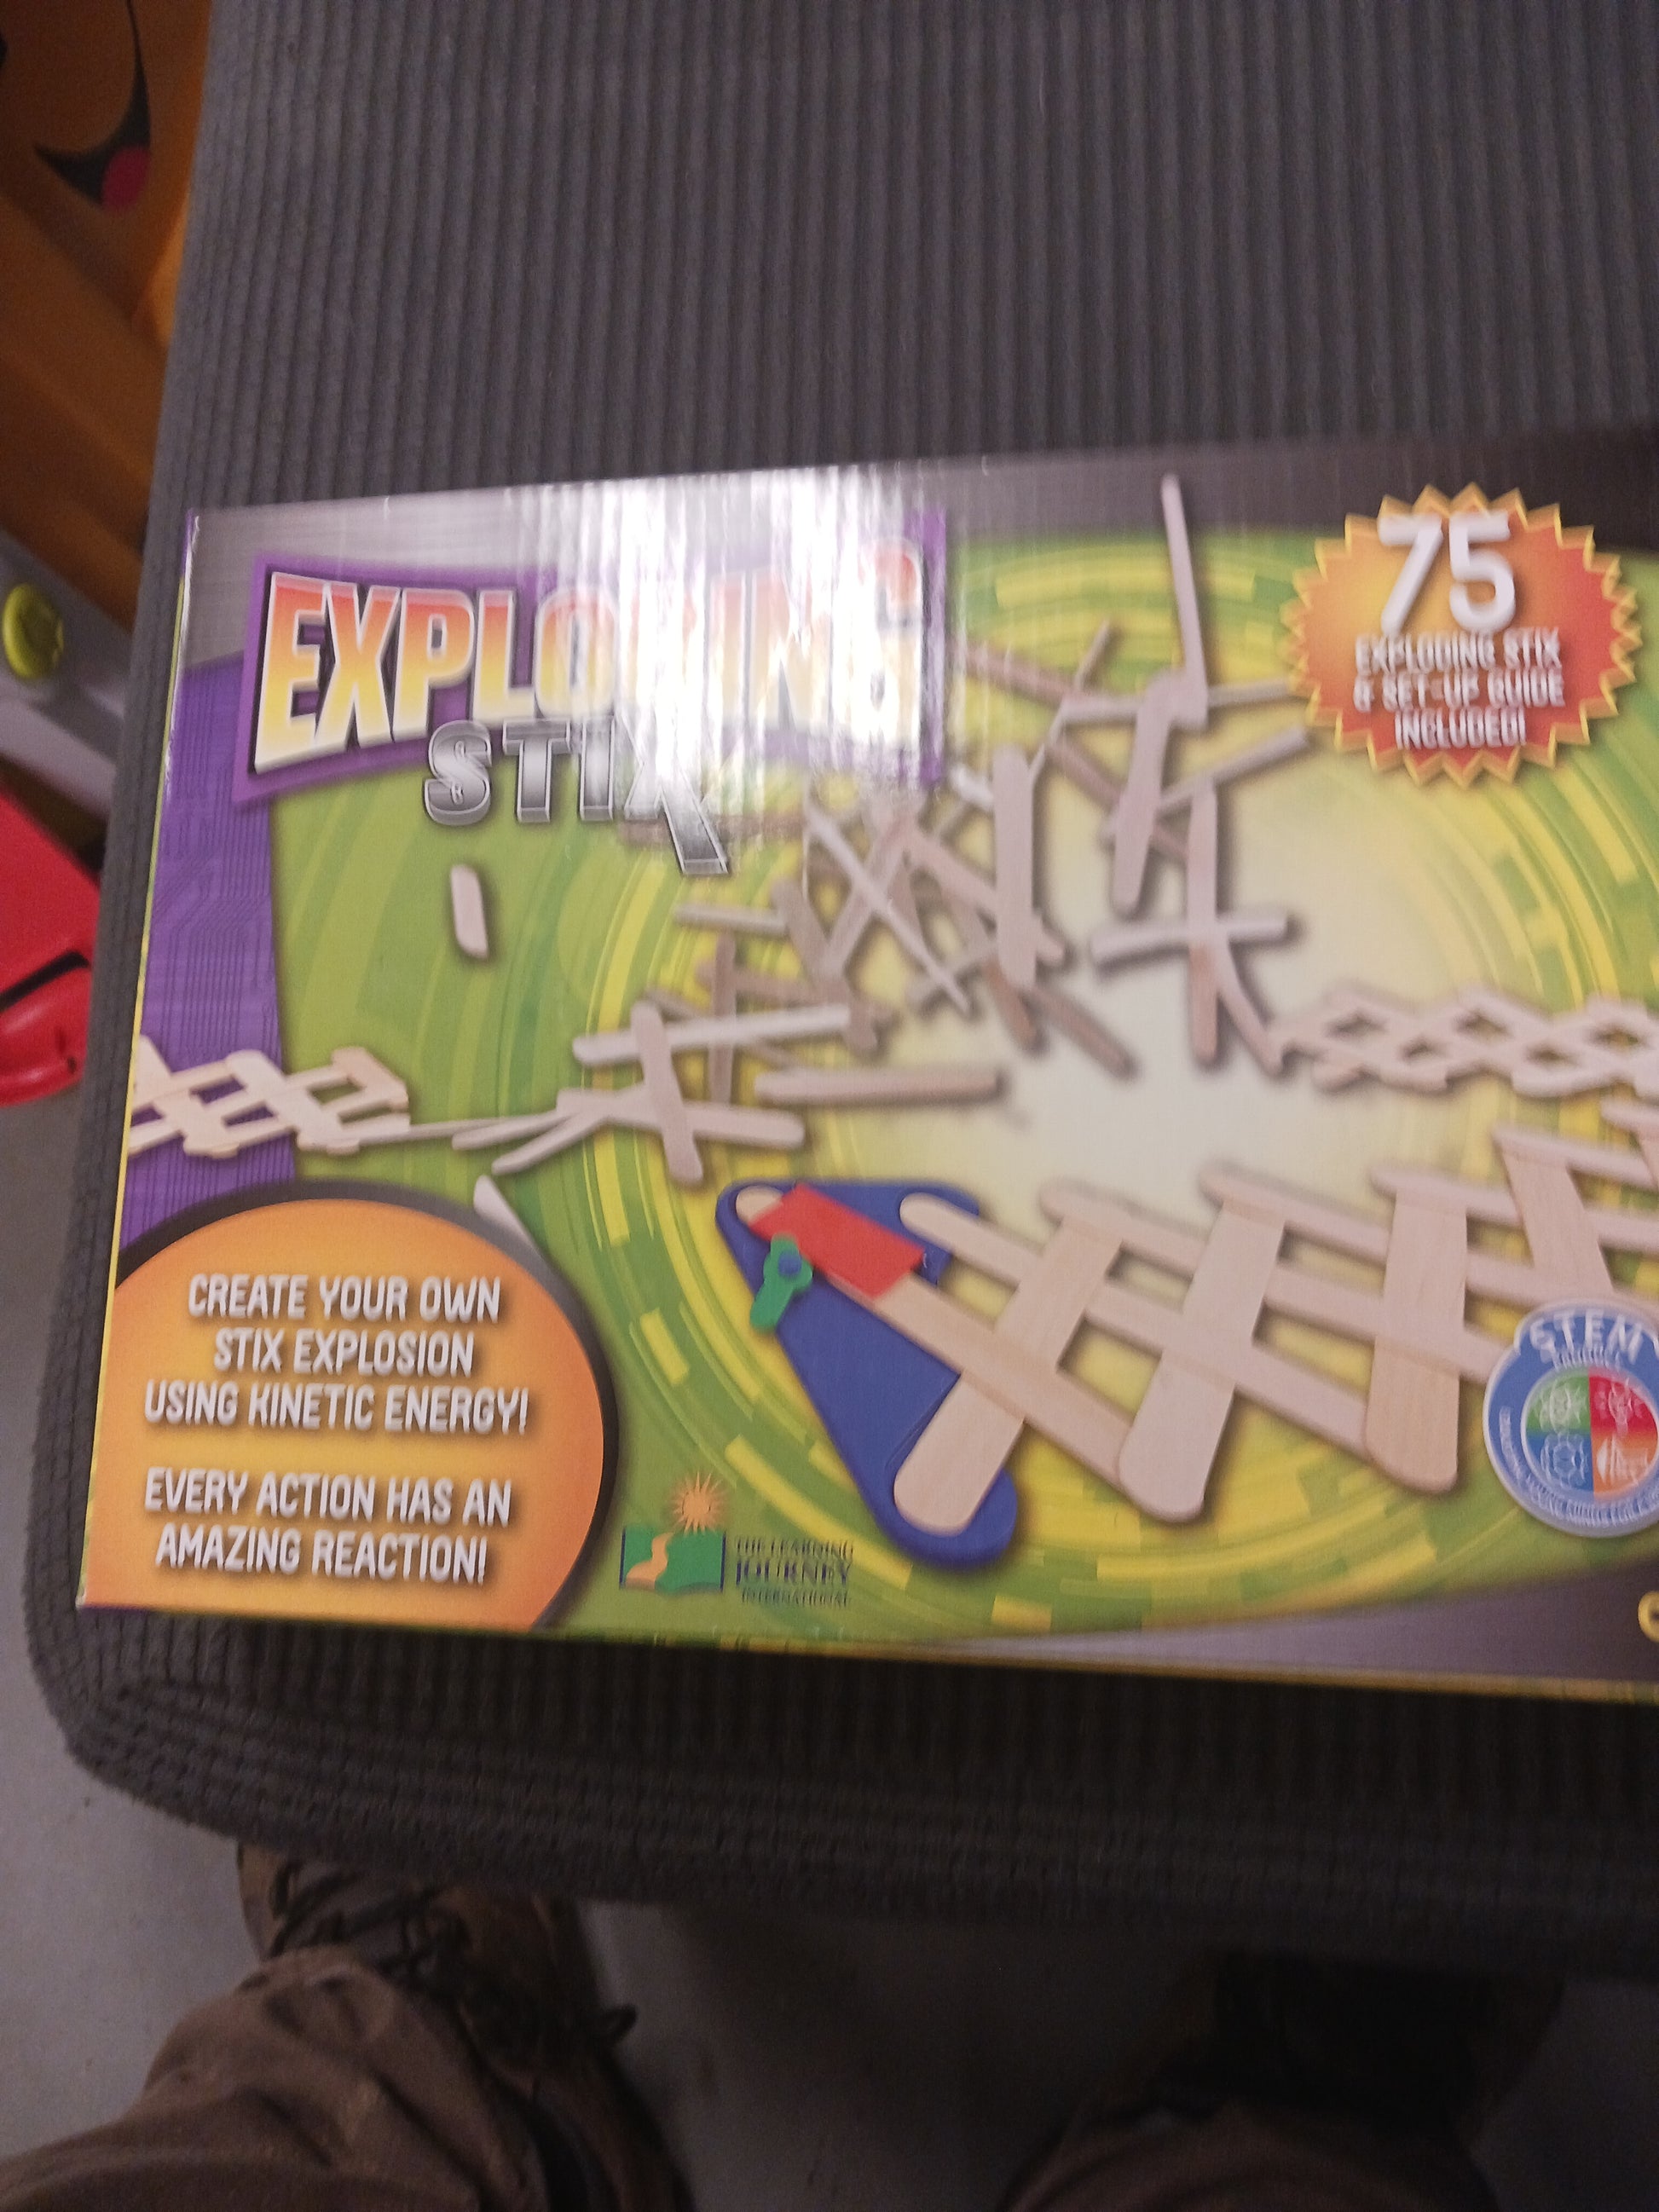 EXPLODING
STIX
75
EXPLODING STIX
& SET-UP GUIDE
INCLUDED!
CREATE YOUR OWN
STIX EXPLOSION
USING KINETIC ENERGY!
EVERY ACTION HAS AN
AMAZING REACTION!
THE LEARNING
JOURNEY
INTERNATIONAL
STEM